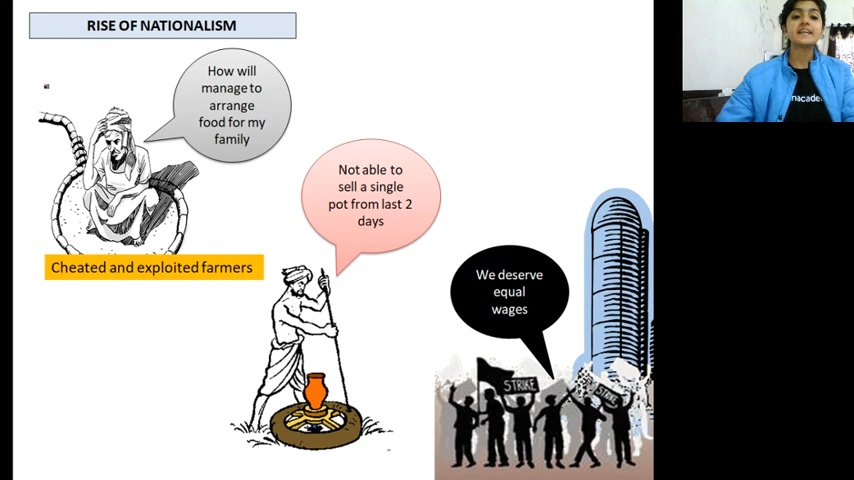 RISE OF NATIONALISM
How will
manage to
arrange
food for my
family
Cheated and exploited farmers
Not able to
sell a single
pot from last 2
days
We deserve
equal
wages
STRIKE
STRIKE
nacade